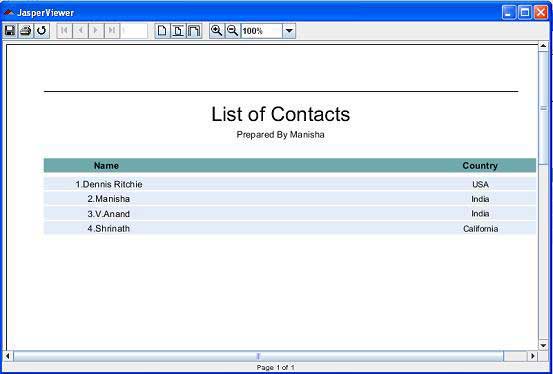 JasperViewer
100%
List of Contacts
Prepared By Manisha
Name Country
1.Dennis Ritchie USA
2.Manisha India
3.V.Anand India
4.Shrinath California
Page 1 of 1